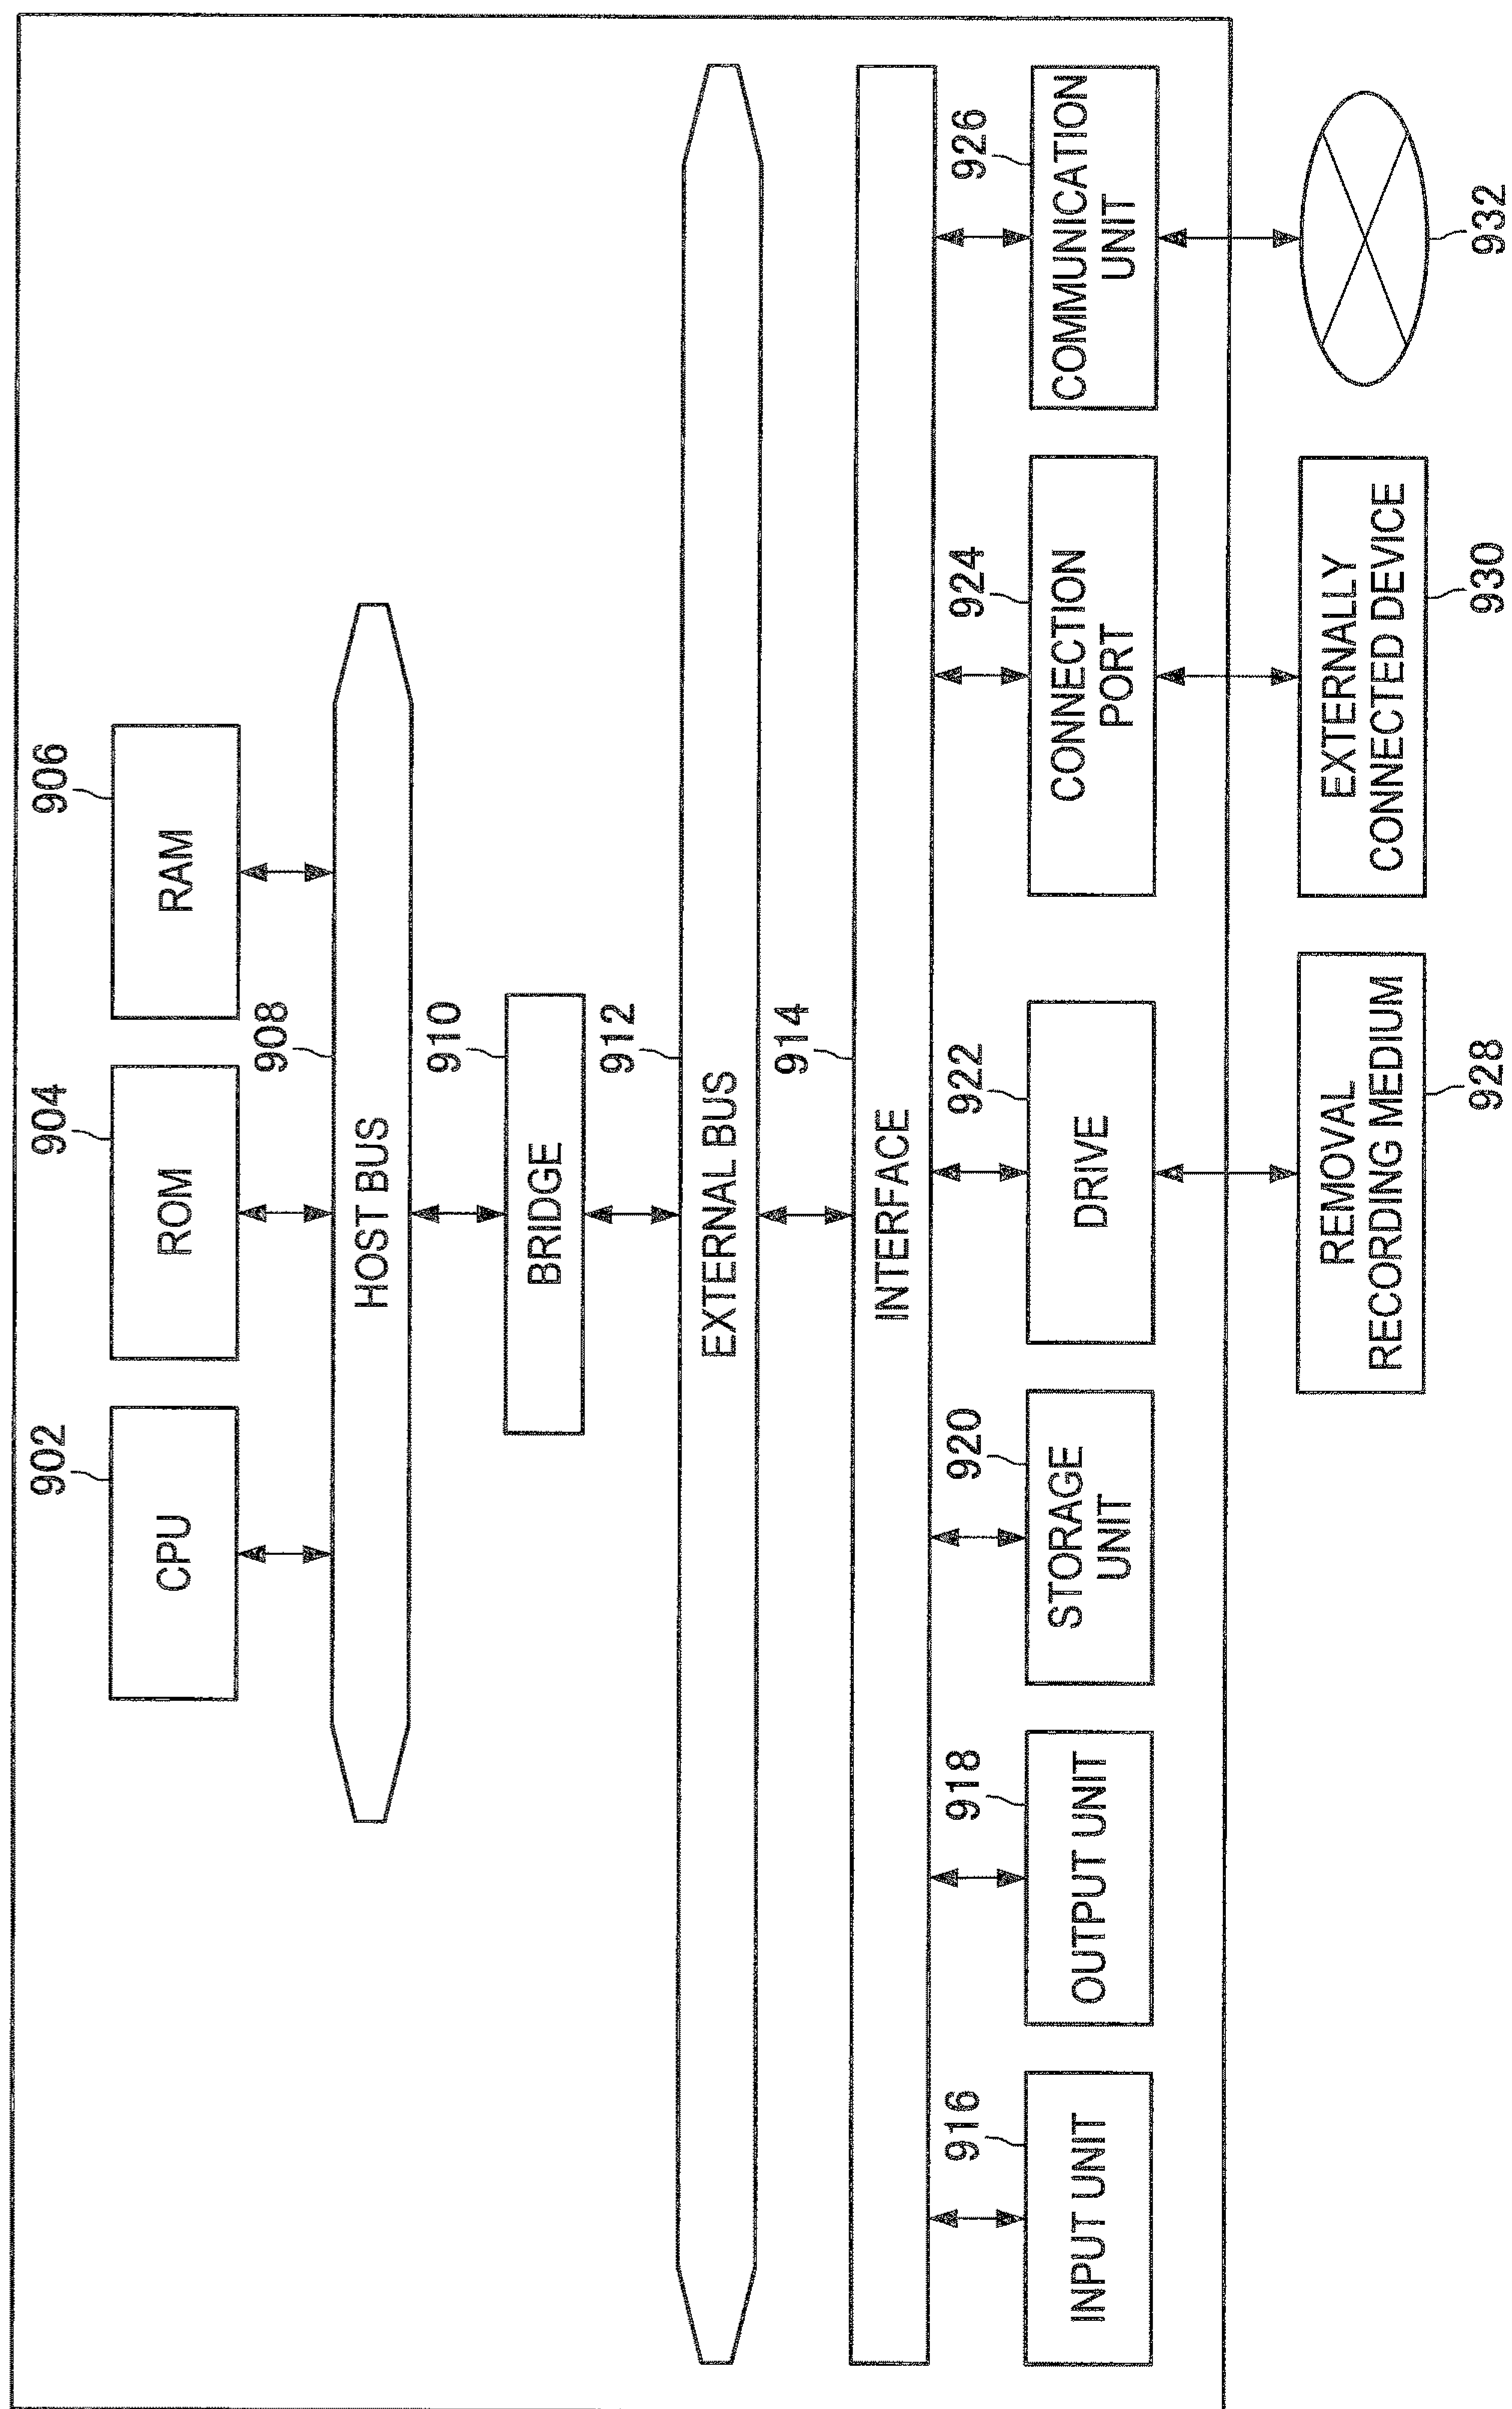 902
904
906
CPU
ROM
RAM
908
HOST BUS
910
BRIDGE
912
EXTERNAL BUS
914
INTERFACE
916
918
920
922
924
926
INPUT UNIT
OUTPUT UNIT
STORAGE
UNIT
DRIVE
CONNECTION
PORT
COMMUNICATION
UNIT
REMOVAL
RECORDING MEDIUM
EXTERNALLY
CONNECTED DEVICE
928
930
932